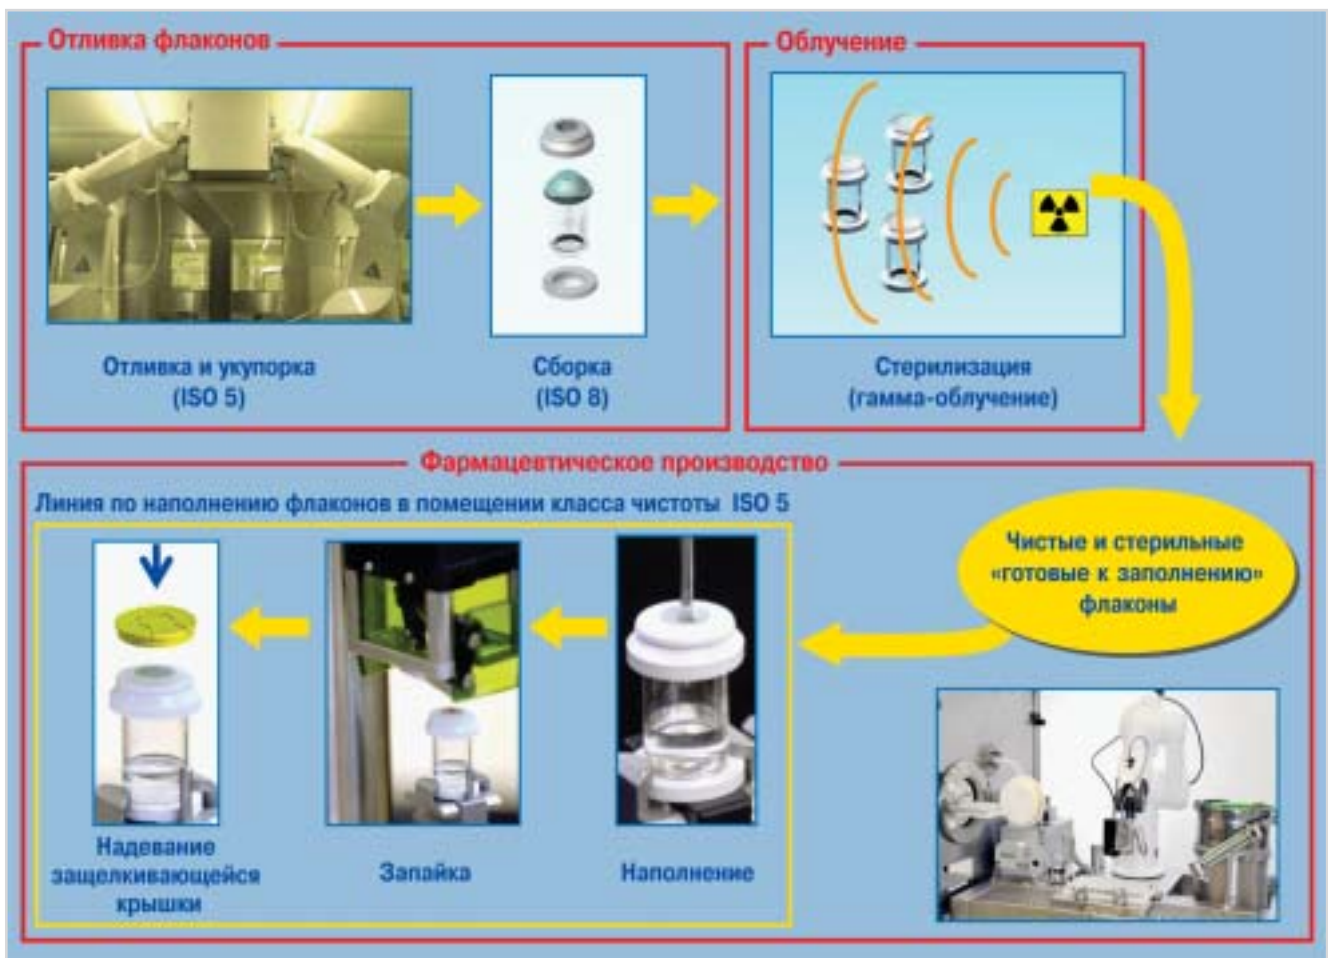 Отливка флаконов
Облучение
Отливка и укупорка
(ISO 5)
Сборка
(ISO 8)
Стерилизация
(гамма-облучение)
Фармацевтическое производство
Линия по наполнению флаконов в помещении класса чистоты ISO 5
Чистые и стерильные
«готовые к заполнению»
флаконы
Надевание
защелкивающейся
крышки
Запайка
Наполнение